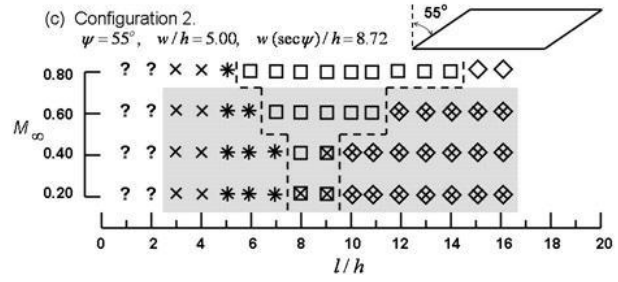 (c) Configuration 2.
ψ = 55°, w/h = 5.00, w (sec ψ) / h = 8.72
55°
0.80 ? ?
0.60 ? ?
M∞
0.40 ? ?
0.20 ? ?
0 2 4 6 8 10 12 14 16 18 20
l / h